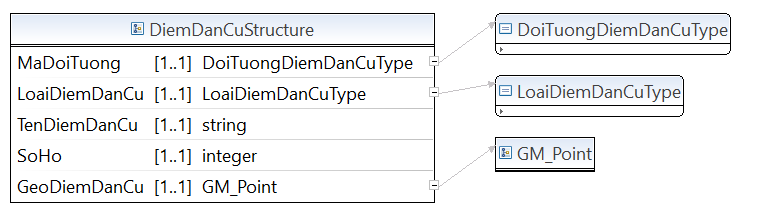 DiemDanCuStructure
MaDoiTuong [1..1] DoiTuongDiemDanCuType
LoaiDiemDanCu [1..1] LoaiDiemDanCuType
TenDiemDanCu [1..1] string
SoHo [1..1] integer
GeoDiemDanCu [1..1] GM_Point
DoiTuongDiemDanCuType
LoaiDiemDanCuType
GM_Point